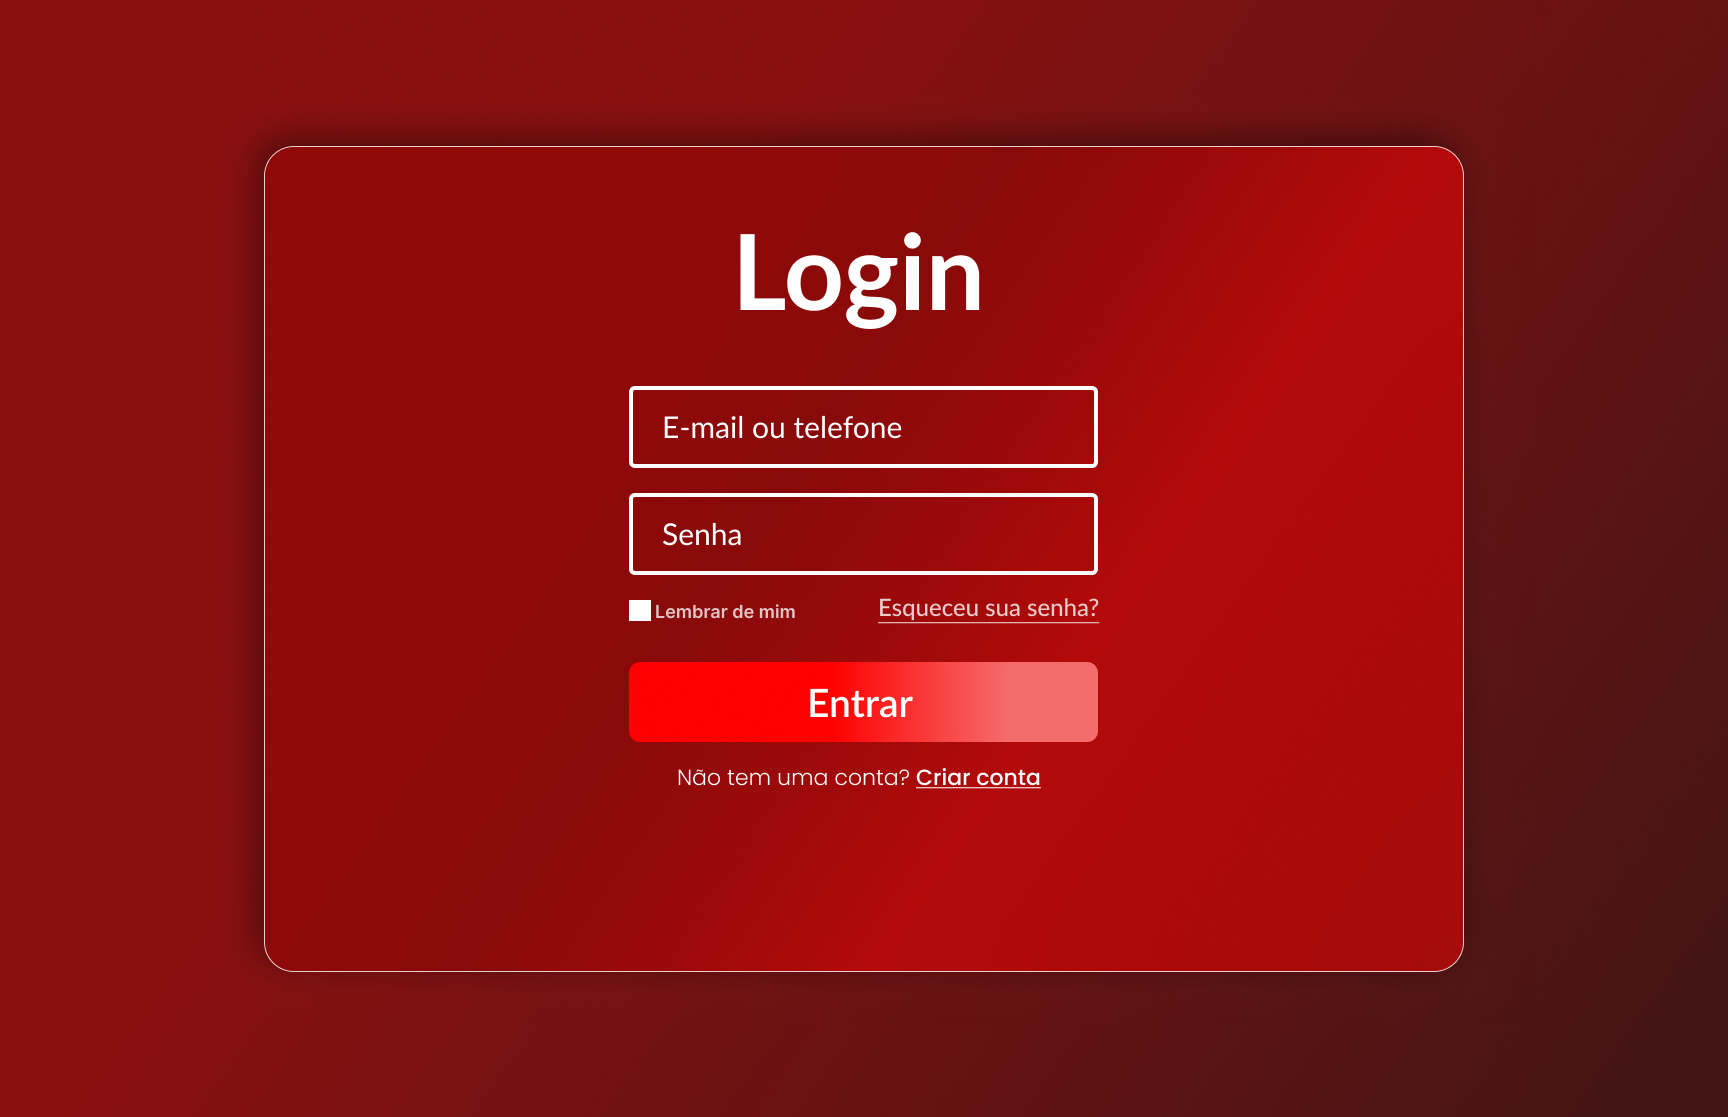 Login
E-mail ou telefone
Senha
Lembrar de mim
Esqueceu sua senha?
Entrar
Não tem uma conta? Criar conta